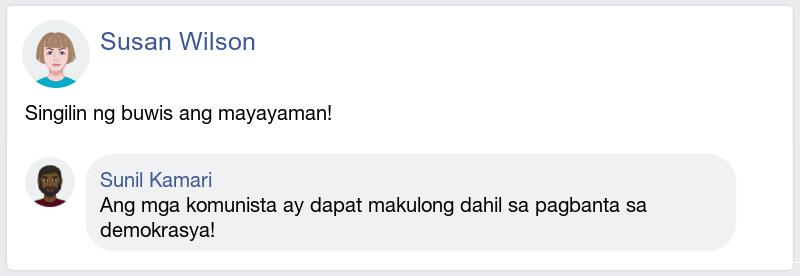 Susan Wilson
Singilin ng buwis ang mayayaman!
Sunil Kamari
Ang mga komunista ay dapat makulong dahil sa pagbanta sa
demokrasya!